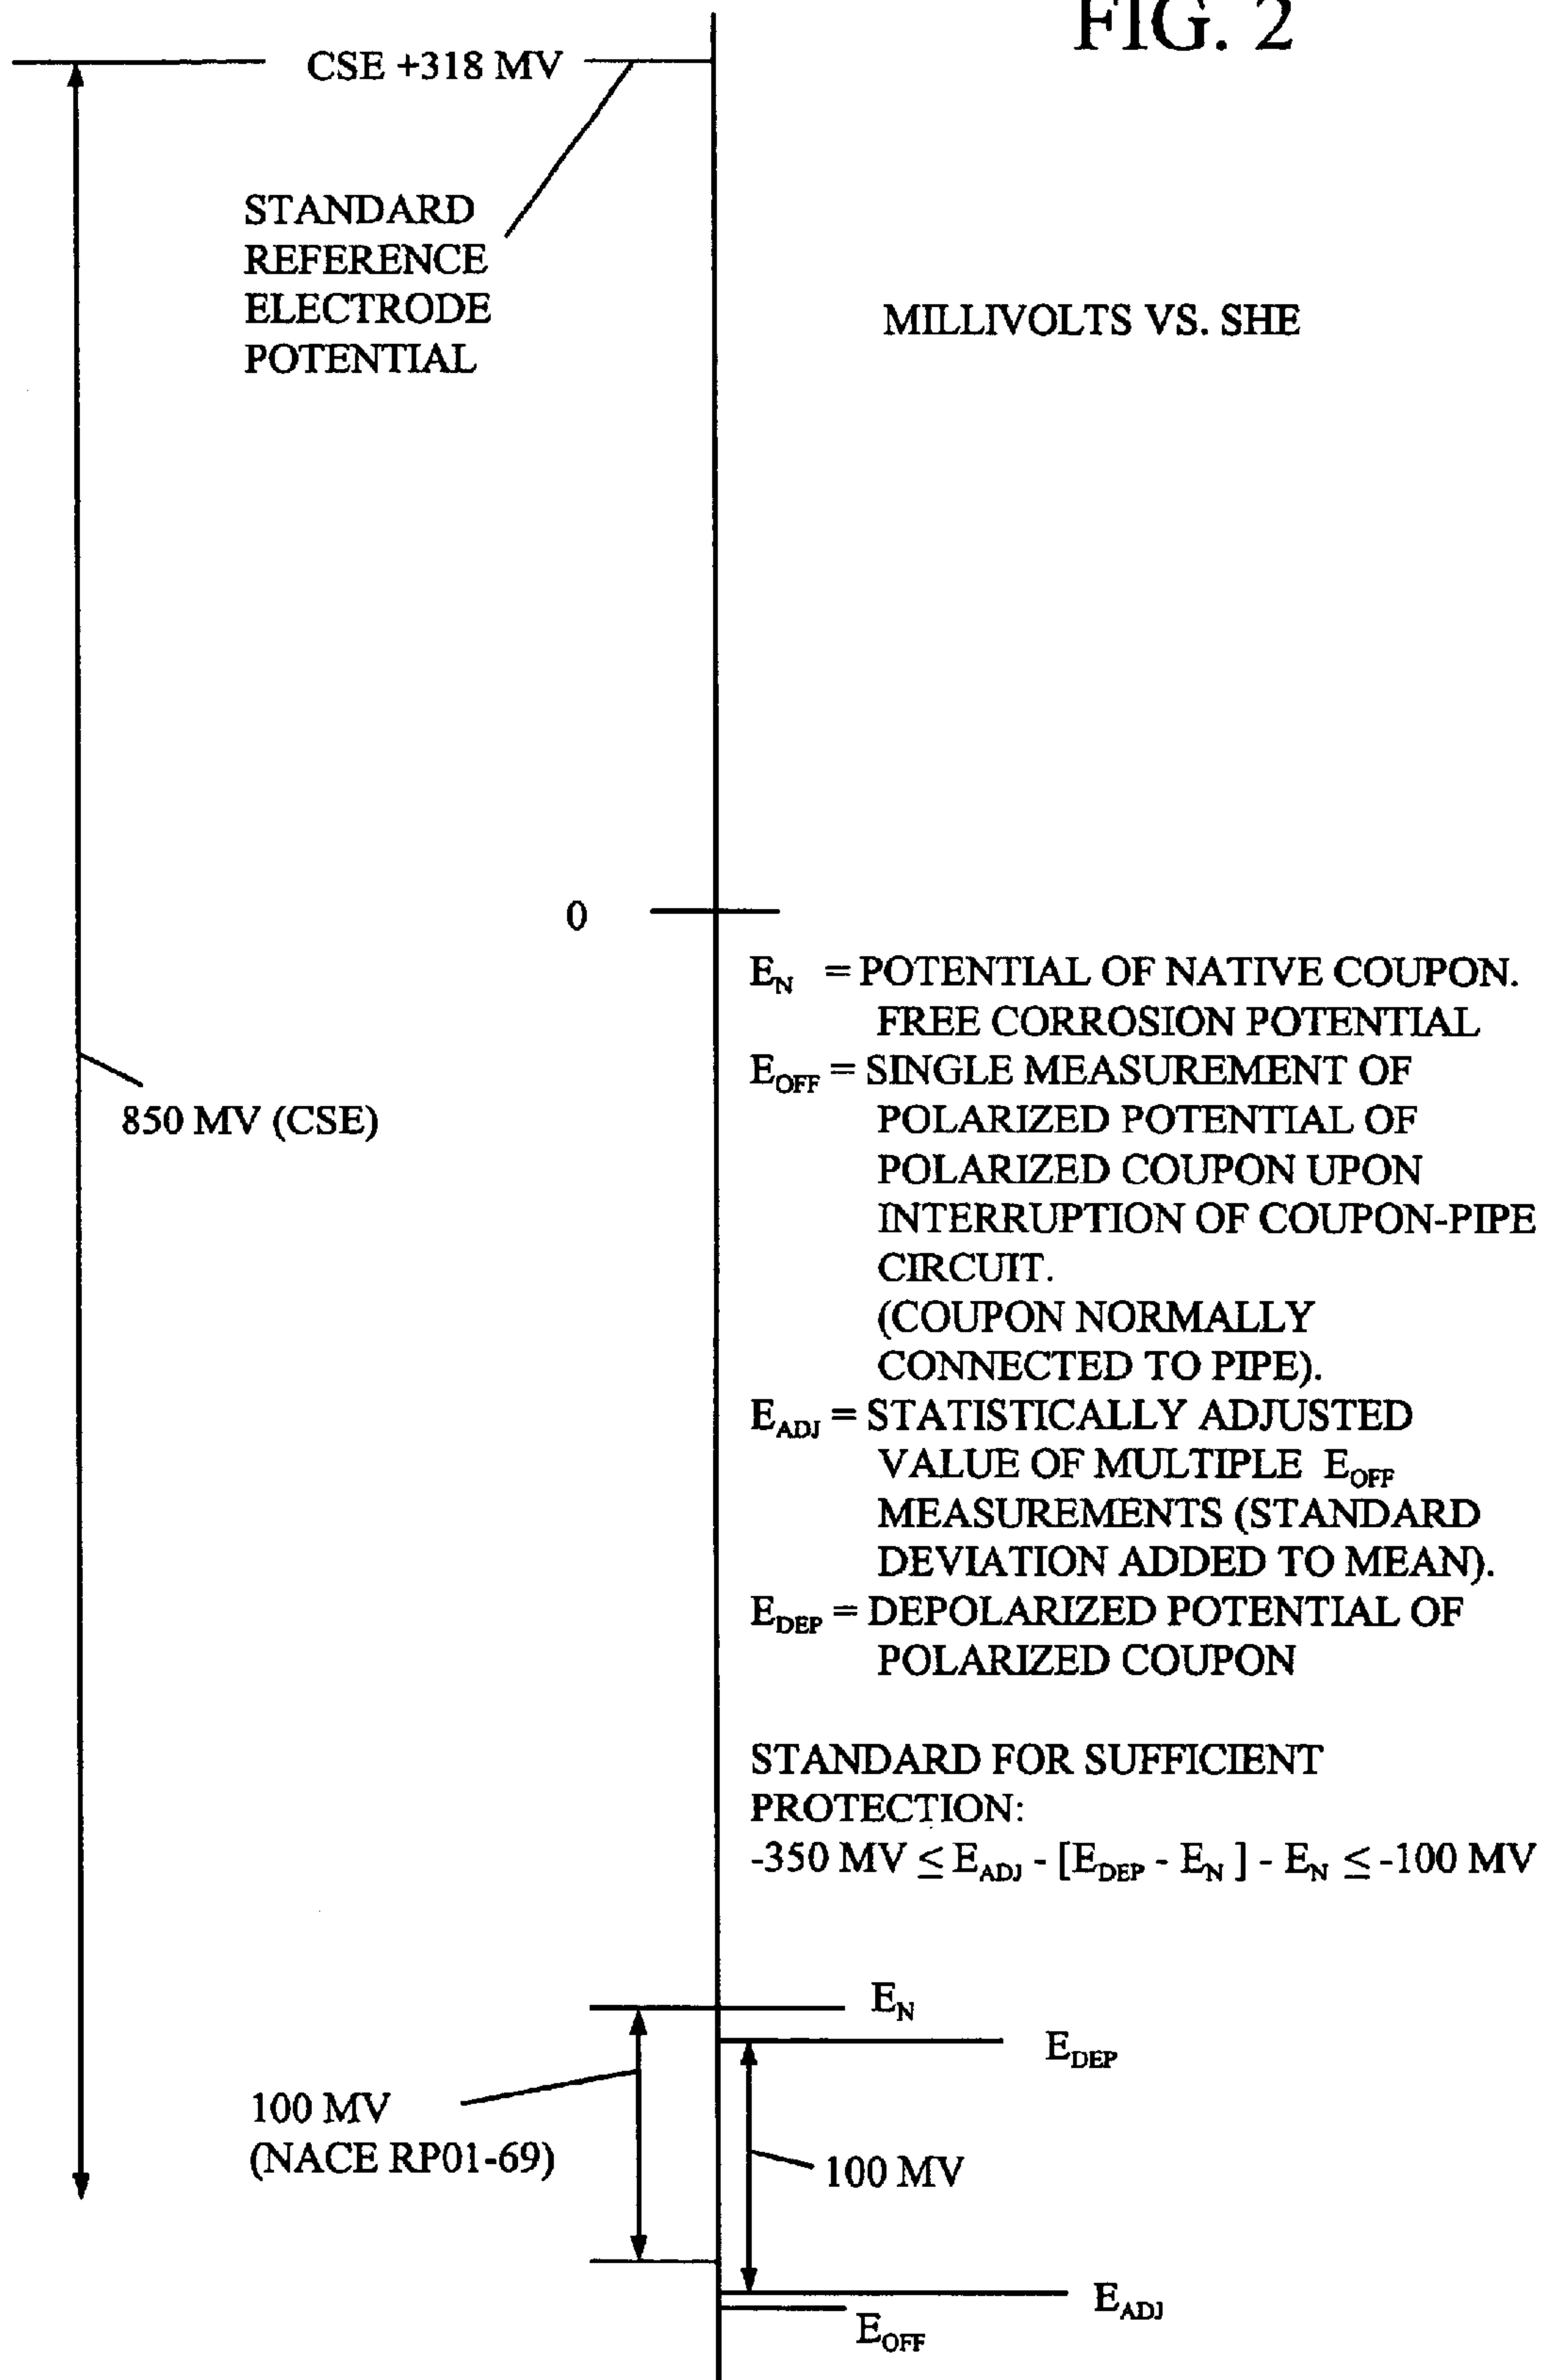 FIG. 2
CSE +318 MV
STANDARD
REFERENCE
ELECTRODE
POTENTIAL
MILLIVOLTS VS. SHE
0
E_N = POTENTIAL OF NATIVE COUPON.
FREE CORROSION POTENTIAL
E_OFF = SINGLE MEASUREMENT OF
POLARIZED POTENTIAL OF
POLARIZED COUPON UPON
INTERRUPTION OF COUPON-PIPE
CIRCUIT.
(COUPON NORMALLY
CONNECTED TO PIPE).
E_ADJ = STATISTICALLY ADJUSTED
VALUE OF MULTIPLE E_OFF
MEASUREMENTS (STANDARD
DEVIATION ADDED TO MEAN).
E_DEP = DEPOLARIZED POTENTIAL OF
POLARIZED COUPON
850 MV (CSE)
STANDARD FOR SUFFICIENT
PROTECTION:
-350 MV ≤ E_ADJ - [E_DEP - E_N ] - E_N ≤ -100 MV
E_N
E_DEP
100 MV
(NACE RP01-69)
100 MV
E_ADJ
E_OFF